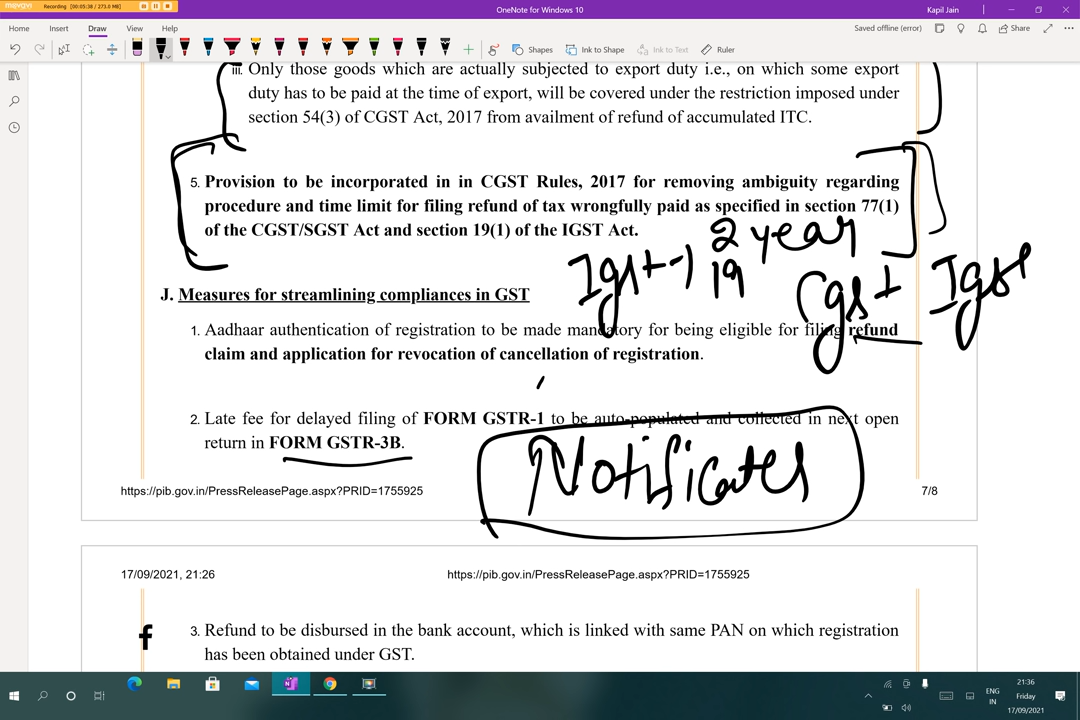 movavi Recording [00:05:38 / 273.0 MB]
OneNote for Windows 10
Kapil Jain
Home Insert Draw View Help
Saved offline (error) Share
Shapes Ink to Shape Ink to Text Ruler
iii. Only those goods which are actually subjected to export duty i.e., on which some export
duty has to be paid at the time of export, will be covered under the restriction imposed under
section 54(3) of CGST Act, 2017 from availment of refund of accumulated ITC.
5. Provision to be incorporated in in CGST Rules, 2017 for removing ambiguity regarding
procedure and time limit for filing refund of tax wrongfully paid as specified in section 77(1)
of the CGST/SGST Act and section 19(1) of the IGST Act.
2 year
Igst → 19
Cgst Igst
J. Measures for streamlining compliances in GST
1. Aadhaar authentication of registration to be made mandatory for being eligible for filing refund
claim and application for revocation of cancellation of registration.
2. Late fee for delayed filing of FORM GSTR-1 to be auto-populated and collected in next open
return in FORM GSTR-3B.
https://pib.gov.in/PressReleasePage.aspx?PRID=1755925
7/8
17/09/2021, 21:26
https://pib.gov.in/PressReleasePage.aspx?PRID=1755925
f
3. Refund to be disbursed in the bank account, which is linked with same PAN on which registration
has been obtained under GST.
ENG
IN
21:36
Friday
17/09/2021